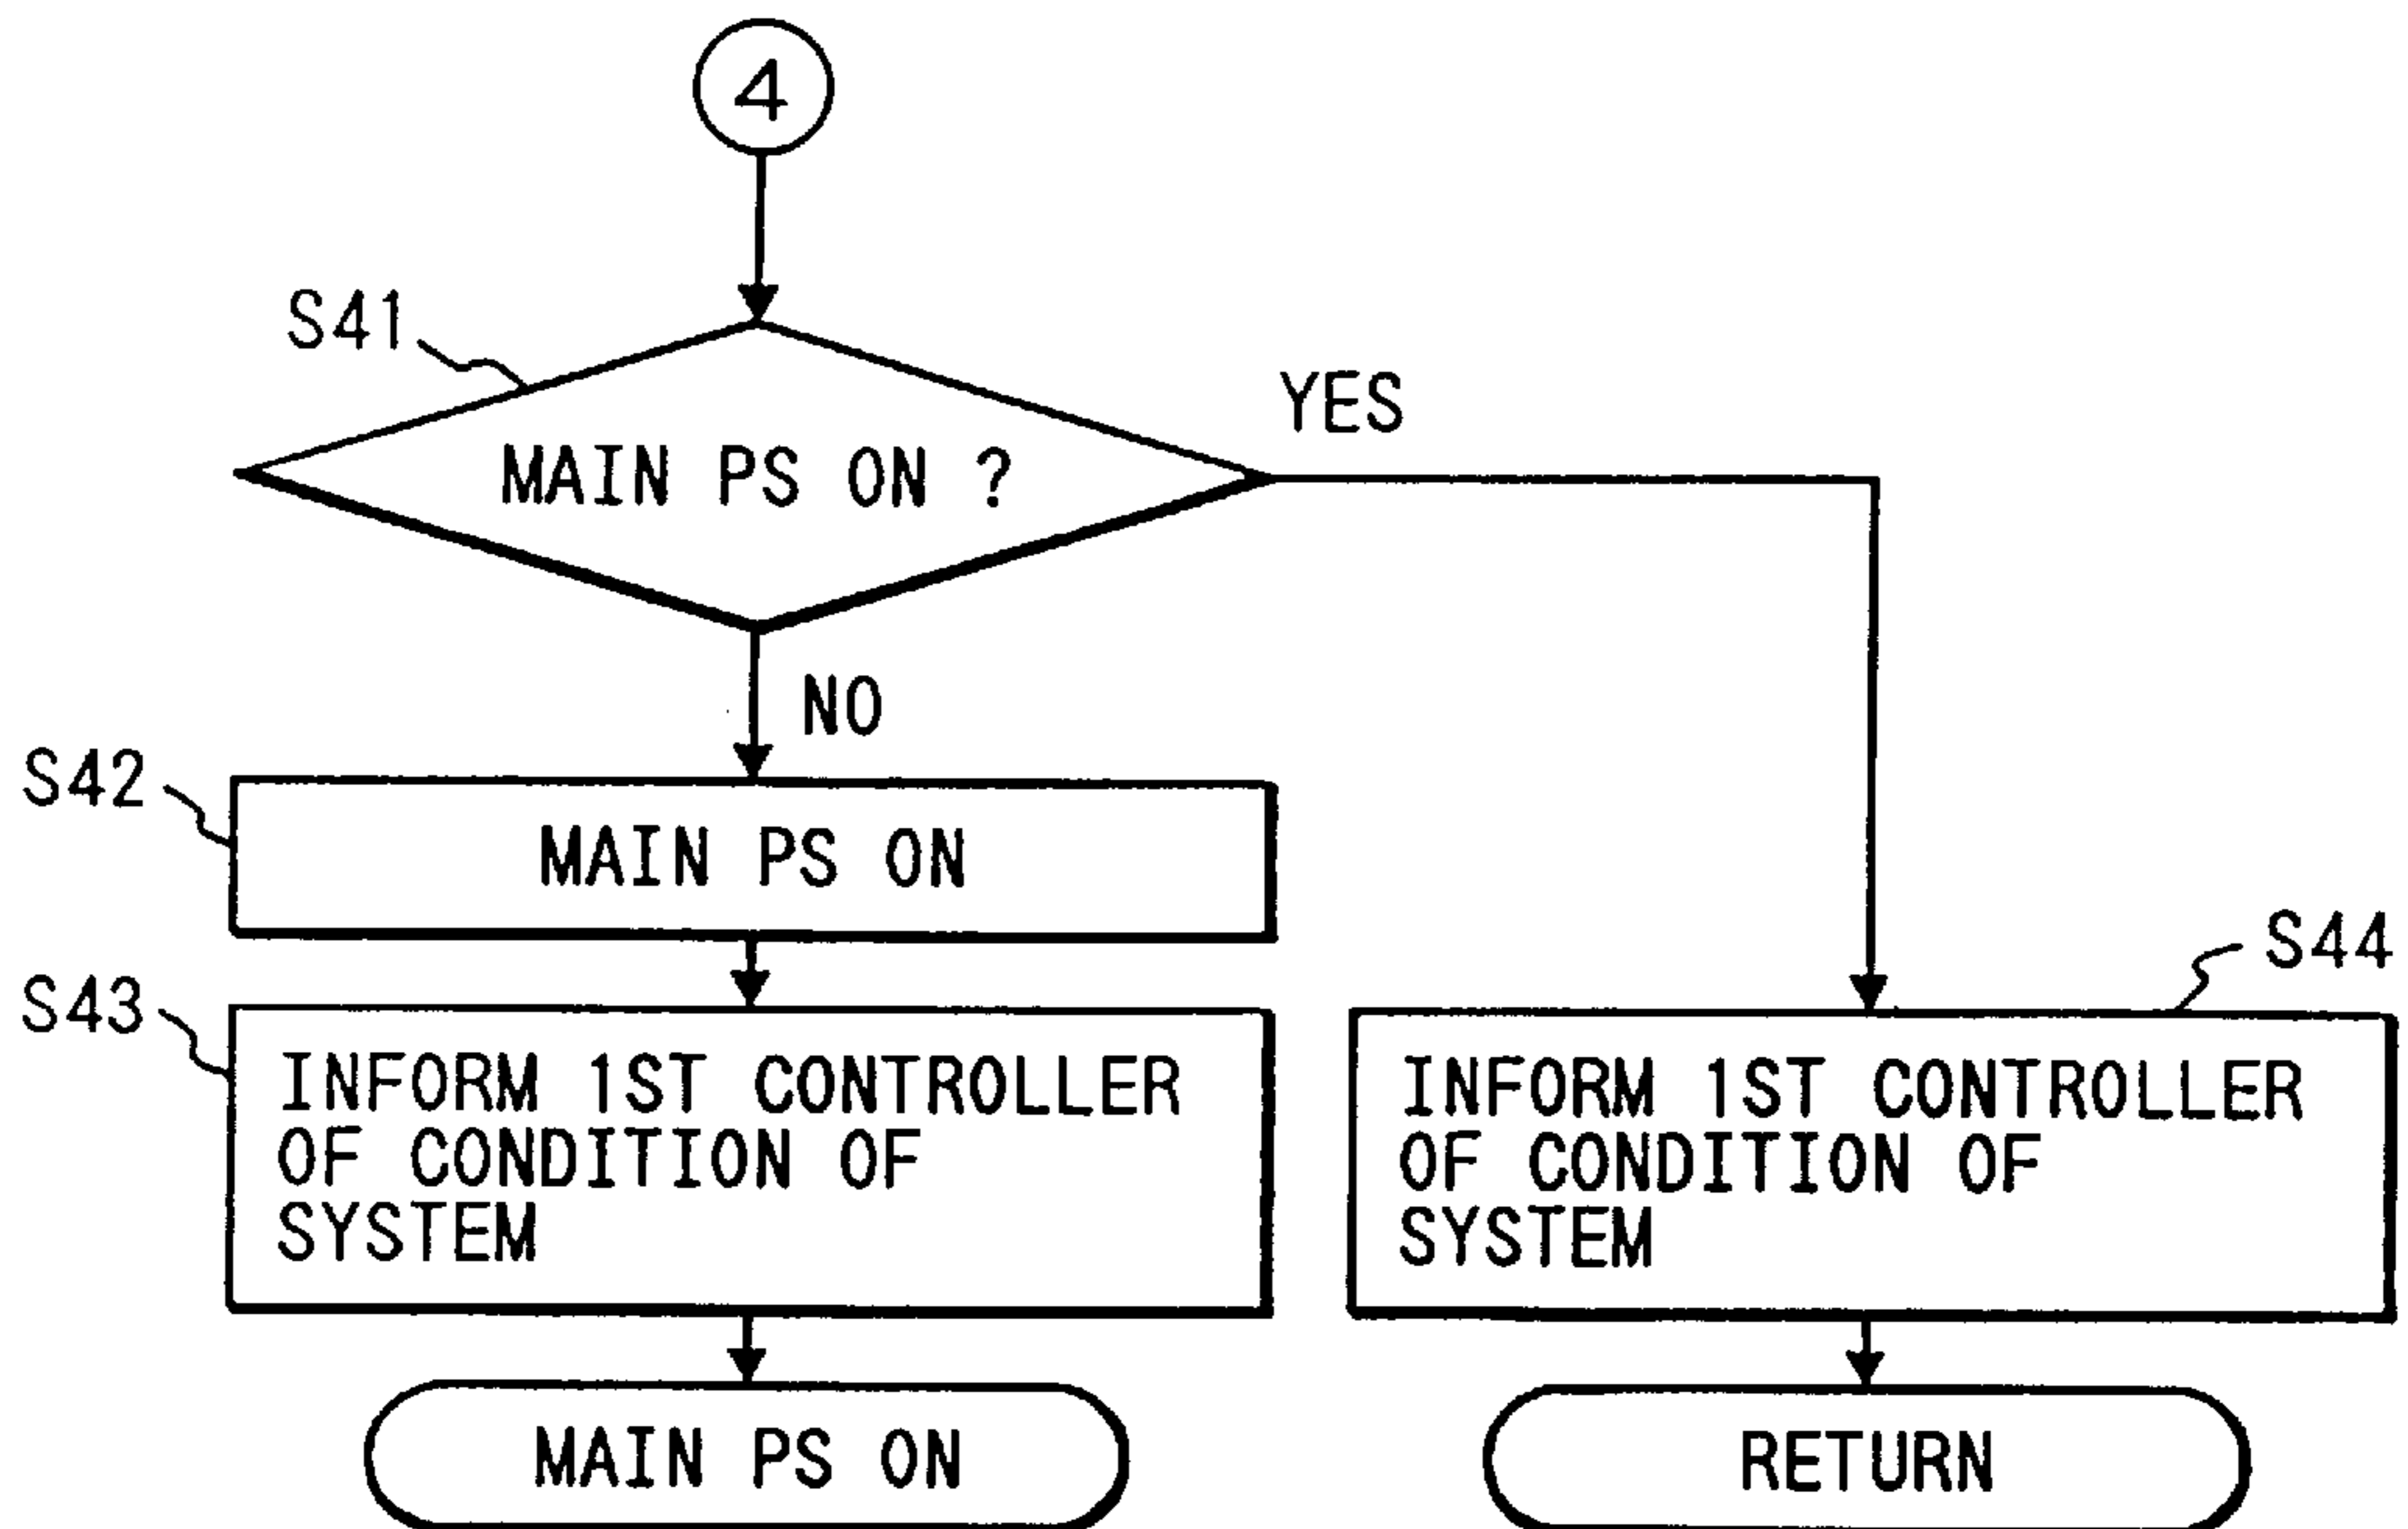 4
S41
YES
MAIN PS ON ?
NO
S42
MAIN PS ON
S43
INFORM 1ST CONTROLLER
OF CONDITION OF
SYSTEM
MAIN PS ON
S44
INFORM 1ST CONTROLLER
OF CONDITION OF
SYSTEM
RETURN